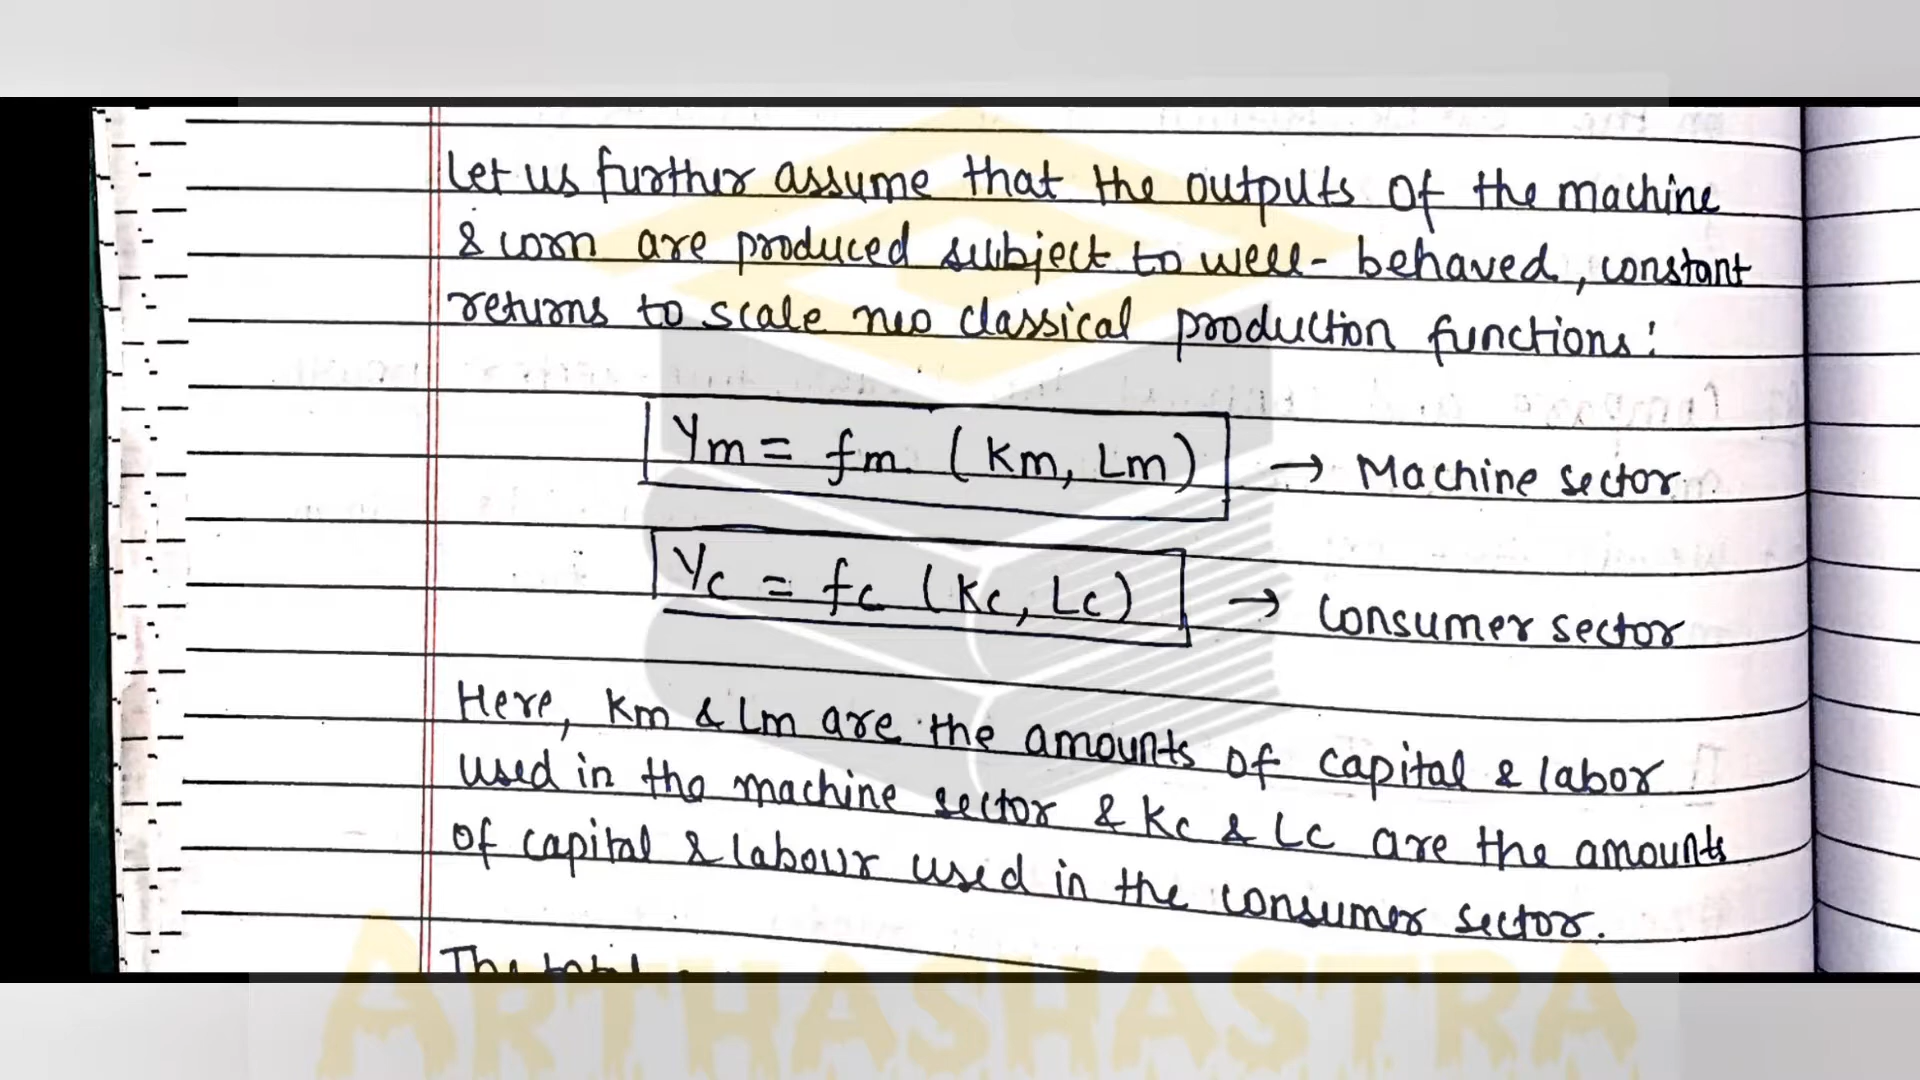 Let us further assume that the outputs of the machine
& corn are produced subject to well-behaved, constant
returns to scale neo classical production functions:
Ym = fm (Km, Lm) → Machine sector
Yc = fc (Kc, Lc) → Consumer sector
Here, Km & Lm are the amounts of capital & labor
used in the machine sector & Kc & Lc are the amounts
of capital & labour used in the consumer sector.
The total
ARTHASHASTRA